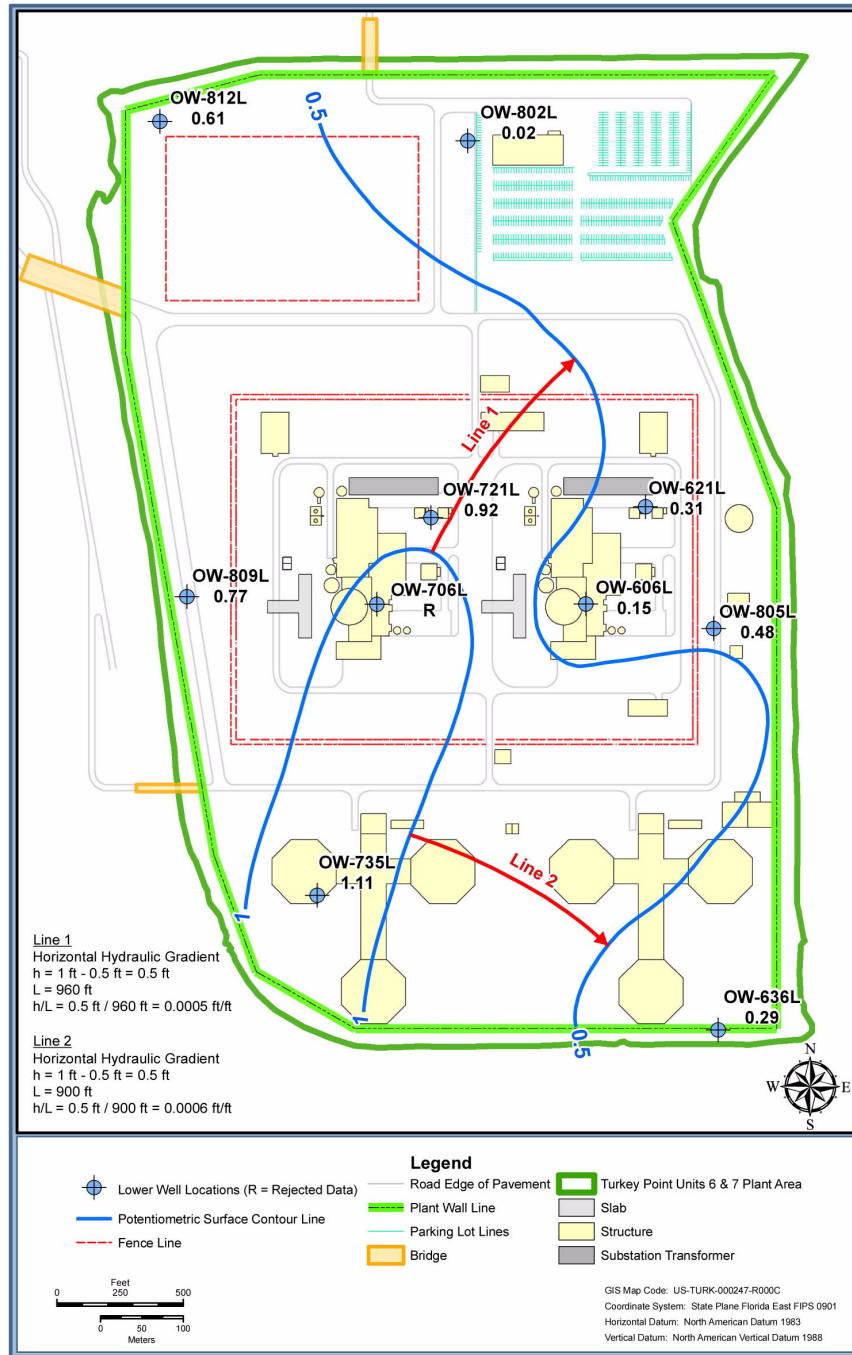 OW-812L
0.61
0.5
OW-802L
0.02
Line 1
OW-721L
0.92
OW-621L
0.31
OW-809L
0.77
OW-706L
R
OW-606L
0.15
OW-805L
0.48
Line 2
OW-735L
1.11
1
1
0.5
OW-636L
0.29
Line 1
Horizontal Hydraulic Gradient
h = 1 ft - 0.5 ft = 0.5 ft
L = 960 ft
h/L = 0.5 ft / 960 ft = 0.0005 ft/ft
Line 2
Horizontal Hydraulic Gradient
h = 1 ft - 0.5 ft = 0.5 ft
L = 900 ft
h/L = 0.5 ft / 900 ft = 0.0006 ft/ft
N
W
E
S
Legend
Lower Well Locations (R = Rejected Data)
Potentiometric Surface Contour Line
Fence Line
Road Edge of Pavement
Plant Wall Line
Parking Lot Lines
Bridge
Turkey Point Units 6 & 7 Plant Area
Slab
Structure
Substation Transformer
Feet
0 250 500
0 50 100
Meters
GIS Map Code: US-TURK-000247-R000C
Coordinate System: State Plane Florida East FIPS 0901
Horizontal Datum: North American Datum 1983
Vertical Datum: North American Vertical Datum 1988